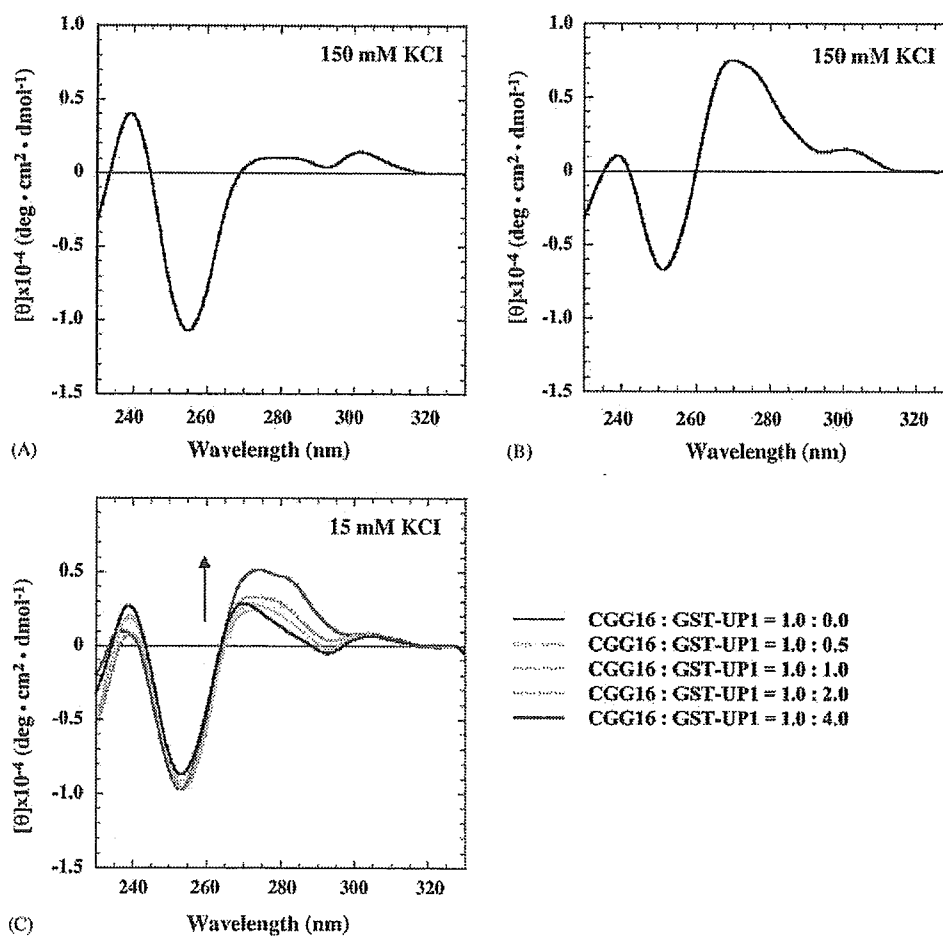 150 mM KCl
1.0
0.5
0
-0.5
-1.0
-1.5
[θ]x10-4 (deg • cm2 • dmol-1)
240 260 280 300 320
(A) Wavelength (nm)
150 mM KCl
1.0
0.5
0
-0.5
-1.0
-1.5
[θ]x10-4 (deg • cm2 • dmol-1)
240 260 280 300 320
(B) Wavelength (nm)
15 mM KCl
0.5
0
-0.5
-1.0
-1.5
[θ]x10-4 (deg • cm2 • dmol-1)
240 260 280 300 320
(C) Wavelength (nm)
CGG16 : GST-UP1 = 1.0 : 0.0
CGG16 : GST-UP1 = 1.0 : 0.5
CGG16 : GST-UP1 = 1.0 : 1.0
CGG16 : GST-UP1 = 1.0 : 2.0
CGG16 : GST-UP1 = 1.0 : 4.0